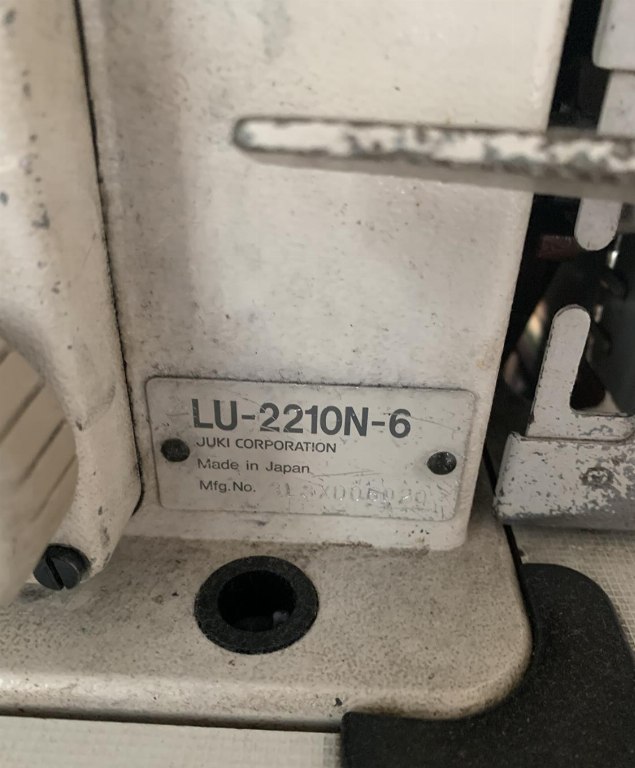 LU-2210N-6
JUKI CORPORATION
Made in Japan
Mfg.No.